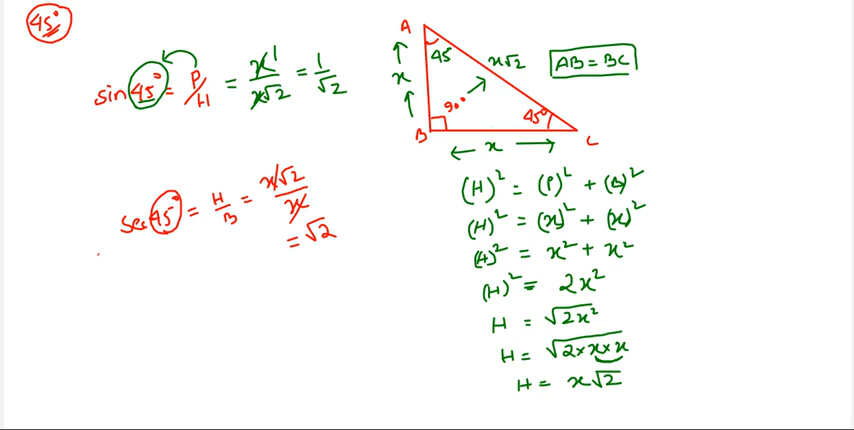 45°
sin 45° = P/H = x1/x√2 = 1/√2
sec 45° = H/B = x√2/x
= √2
A
45
x√2
AB = BC
x
90°
45°
B
C
x
(H)² = (P)² + (B)²
(H)² = (x)² + (x)²
(H)² = x² + x²
(H)² = 2x²
H = √2x²
H = √2×x×x
H = x√2